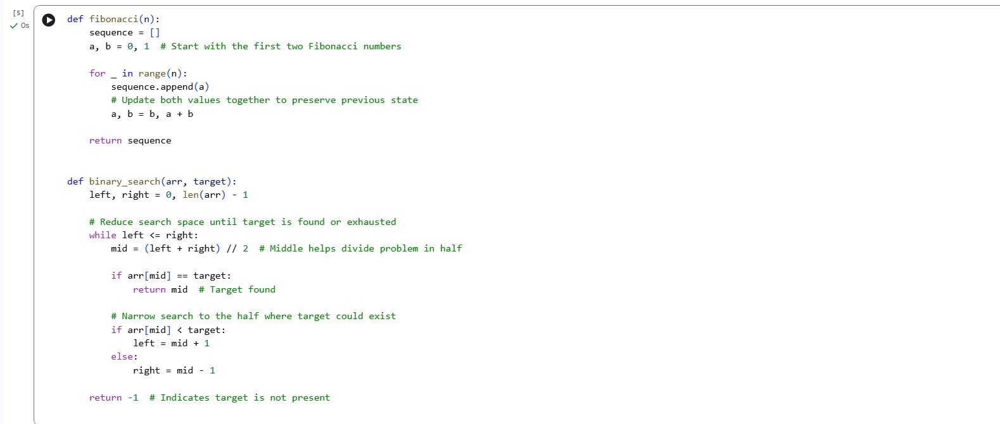 [5]
0s
def fibonacci(n):
    sequence = []
    a, b = 0, 1  # Start with the first two Fibonacci numbers

    for _ in range(n):
        sequence.append(a)
        # Update both values together to preserve previous state
        a, b = b, a + b

    return sequence


def binary_search(arr, target):
    left, right = 0, len(arr) - 1

    # Reduce search space until target is found or exhausted
    while left <= right:
        mid = (left + right) // 2  # Middle helps divide problem in half

        if arr[mid] == target:
            return mid  # Target found

        # Narrow search to the half where target could exist
        if arr[mid] < target:
            left = mid + 1
        else:
            right = mid - 1

    return -1  # Indicates target is not present